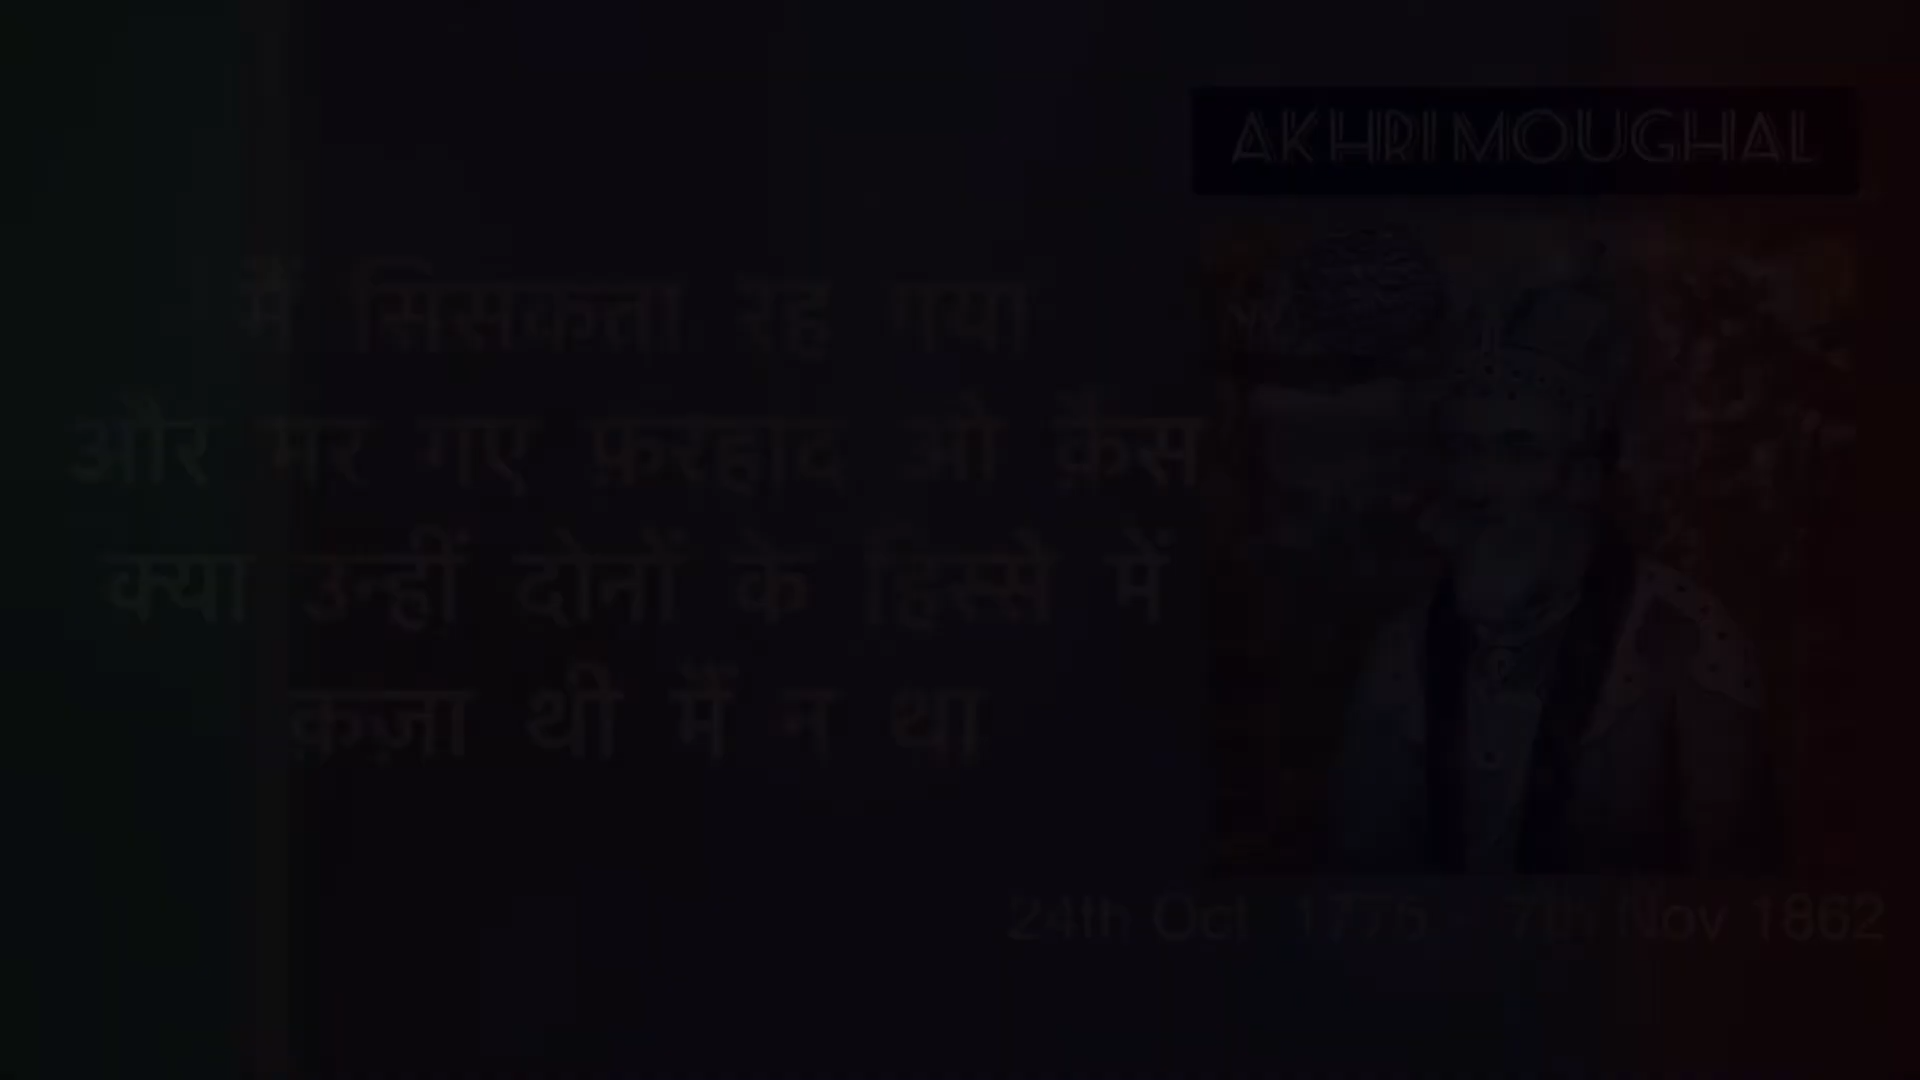 AKHRI MOUGHAL
मैं सिसकता रह गया
और मर गए फ़रहाद ओ क़ैस
क्या उन्हीं दोनों के हिस्से में
क़ज़ा थी मैं न था
24th Oct 1775 - 7th Nov 1862